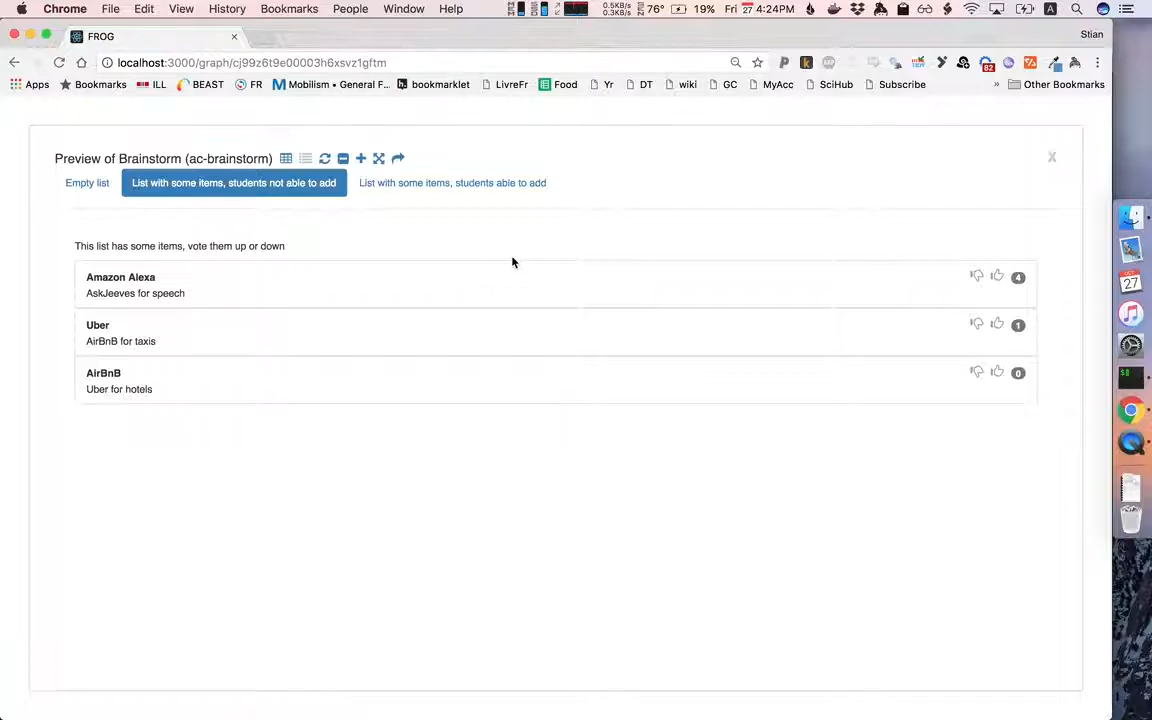 Chrome File Edit View History Bookmarks People Window Help 0.5KB/s 0.3KB/s 76° 19% Fri 27 4:24PM A
FROG × Stian
localhost:3000/graph/cj99z6t9e00003h6xsvz1gftm 82
Apps Bookmarks ILL BEAST FR Mobilism • General F... bookmarklet LivreFr Food Yr DT wiki GC MyAcc SciHub Subscribe » Other Bookmarks
Preview of Brainstorm (ac-brainstorm) X
Empty list List with some items, students not able to add List with some items, students able to add
This list has some items, vote them up or down
Amazon Alexa 4
AskJeeves for speech
Uber 1
AirBnB for taxis
AirBnB 0
Uber for hotels
OCT
27